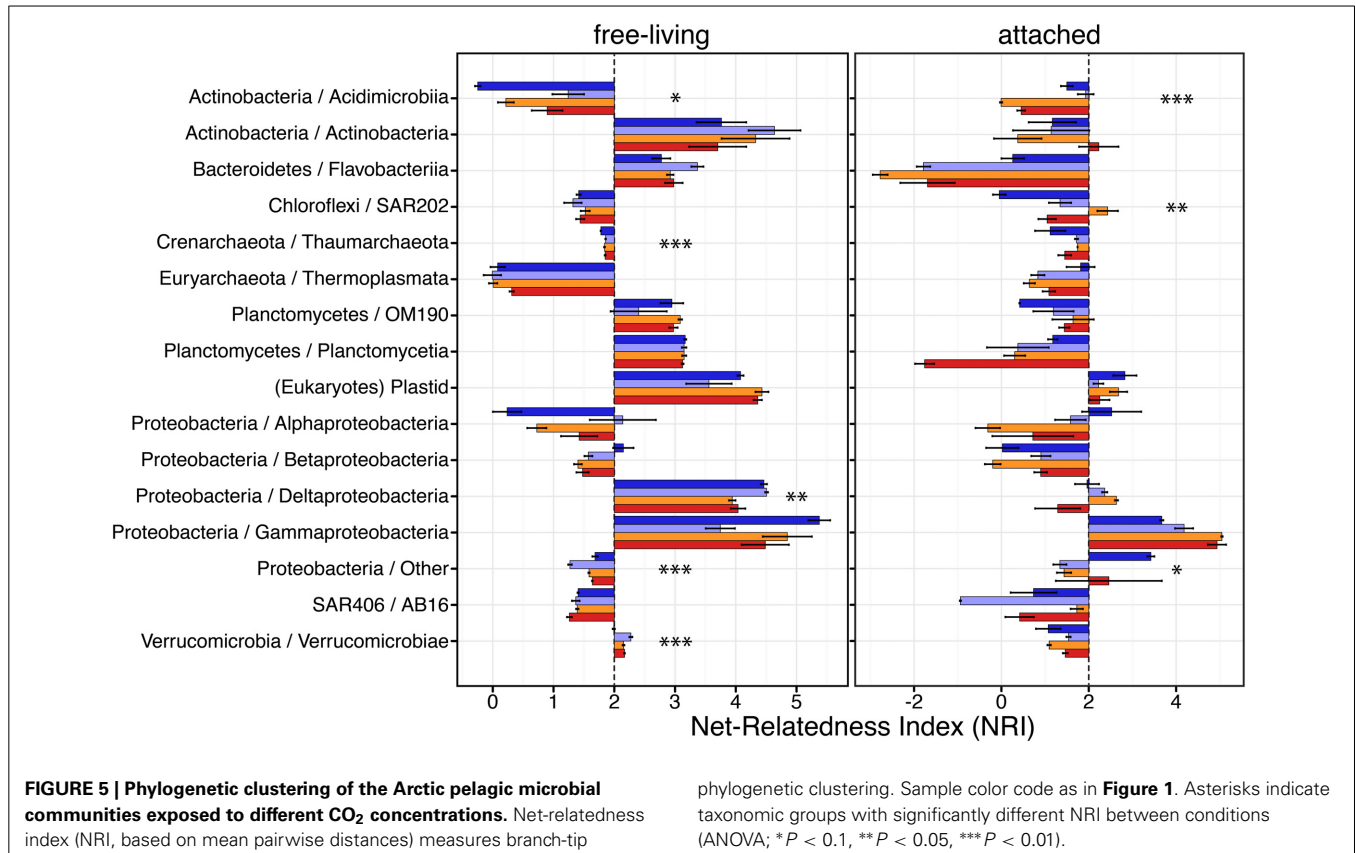 free-living
attached
Actinobacteria / Acidimicrobiia
*
***
Actinobacteria / Actinobacteria
Bacteroidetes / Flavobacteriia
Chloroflexi / SAR202
**
Crenarchaeota / Thaumarchaeota
***
Euryarchaeota / Thermoplasmata
Planctomycetes / OM190
Planctomycetes / Planctomycetia
(Eukaryotes) Plastid
Proteobacteria / Alphaproteobacteria
Proteobacteria / Betaproteobacteria
Proteobacteria / Deltaproteobacteria
**
Proteobacteria / Gammaproteobacteria
Proteobacteria / Other
***
*
SAR406 / AB16
Verrucomicrobia / Verrucomicrobiae
***
0 1 2 3 4 5
-2 0 2 4
Net-Relatedness Index (NRI)
FIGURE 5 | Phylogenetic clustering of the Arctic pelagic microbial
communities exposed to different CO₂ concentrations. Net-relatedness
index (NRI, based on mean pairwise distances) measures branch-tip
phylogenetic clustering. Sample color code as in Figure 1. Asterisks indicate
taxonomic groups with significantly different NRI between conditions
(ANOVA; *P < 0.1, **P < 0.05, ***P < 0.01).